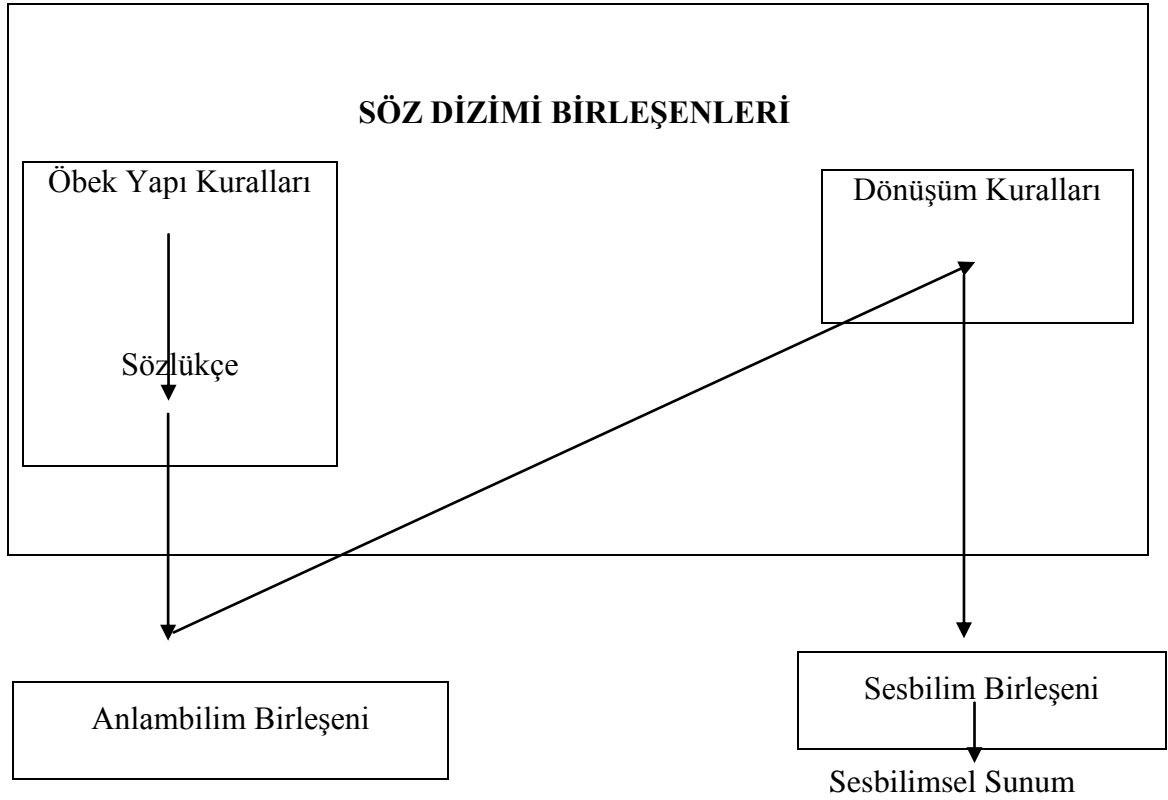 SÖZ DİZİMİ BİRLEŞENLERİ
Öbek Yapı Kuralları
Dönüşüm Kuralları
Sözlükçe
Sesbilim Birleşeni
Anlambilim Birleşeni
Sesbilimsel Sunum